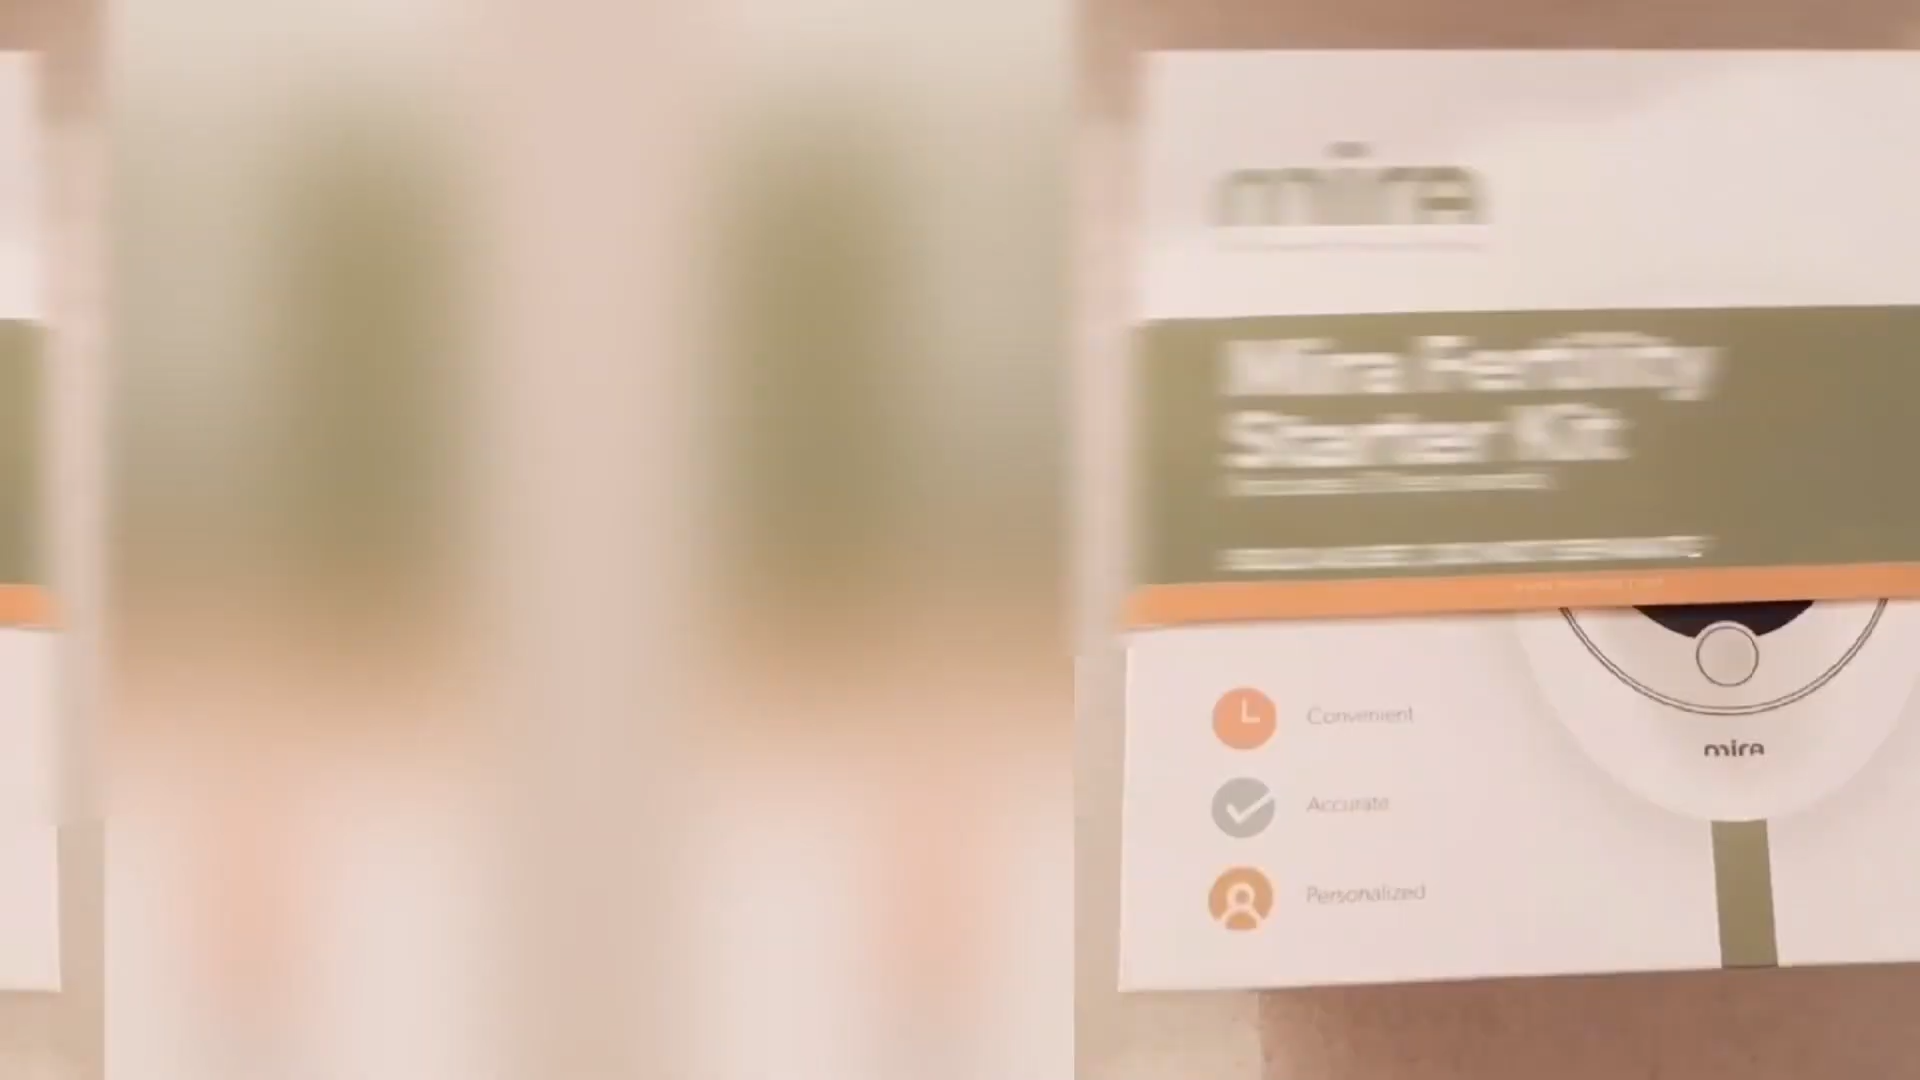 mira
Mira Fertility
Starter Kit
Convenient
Accurate
Personalized
mira